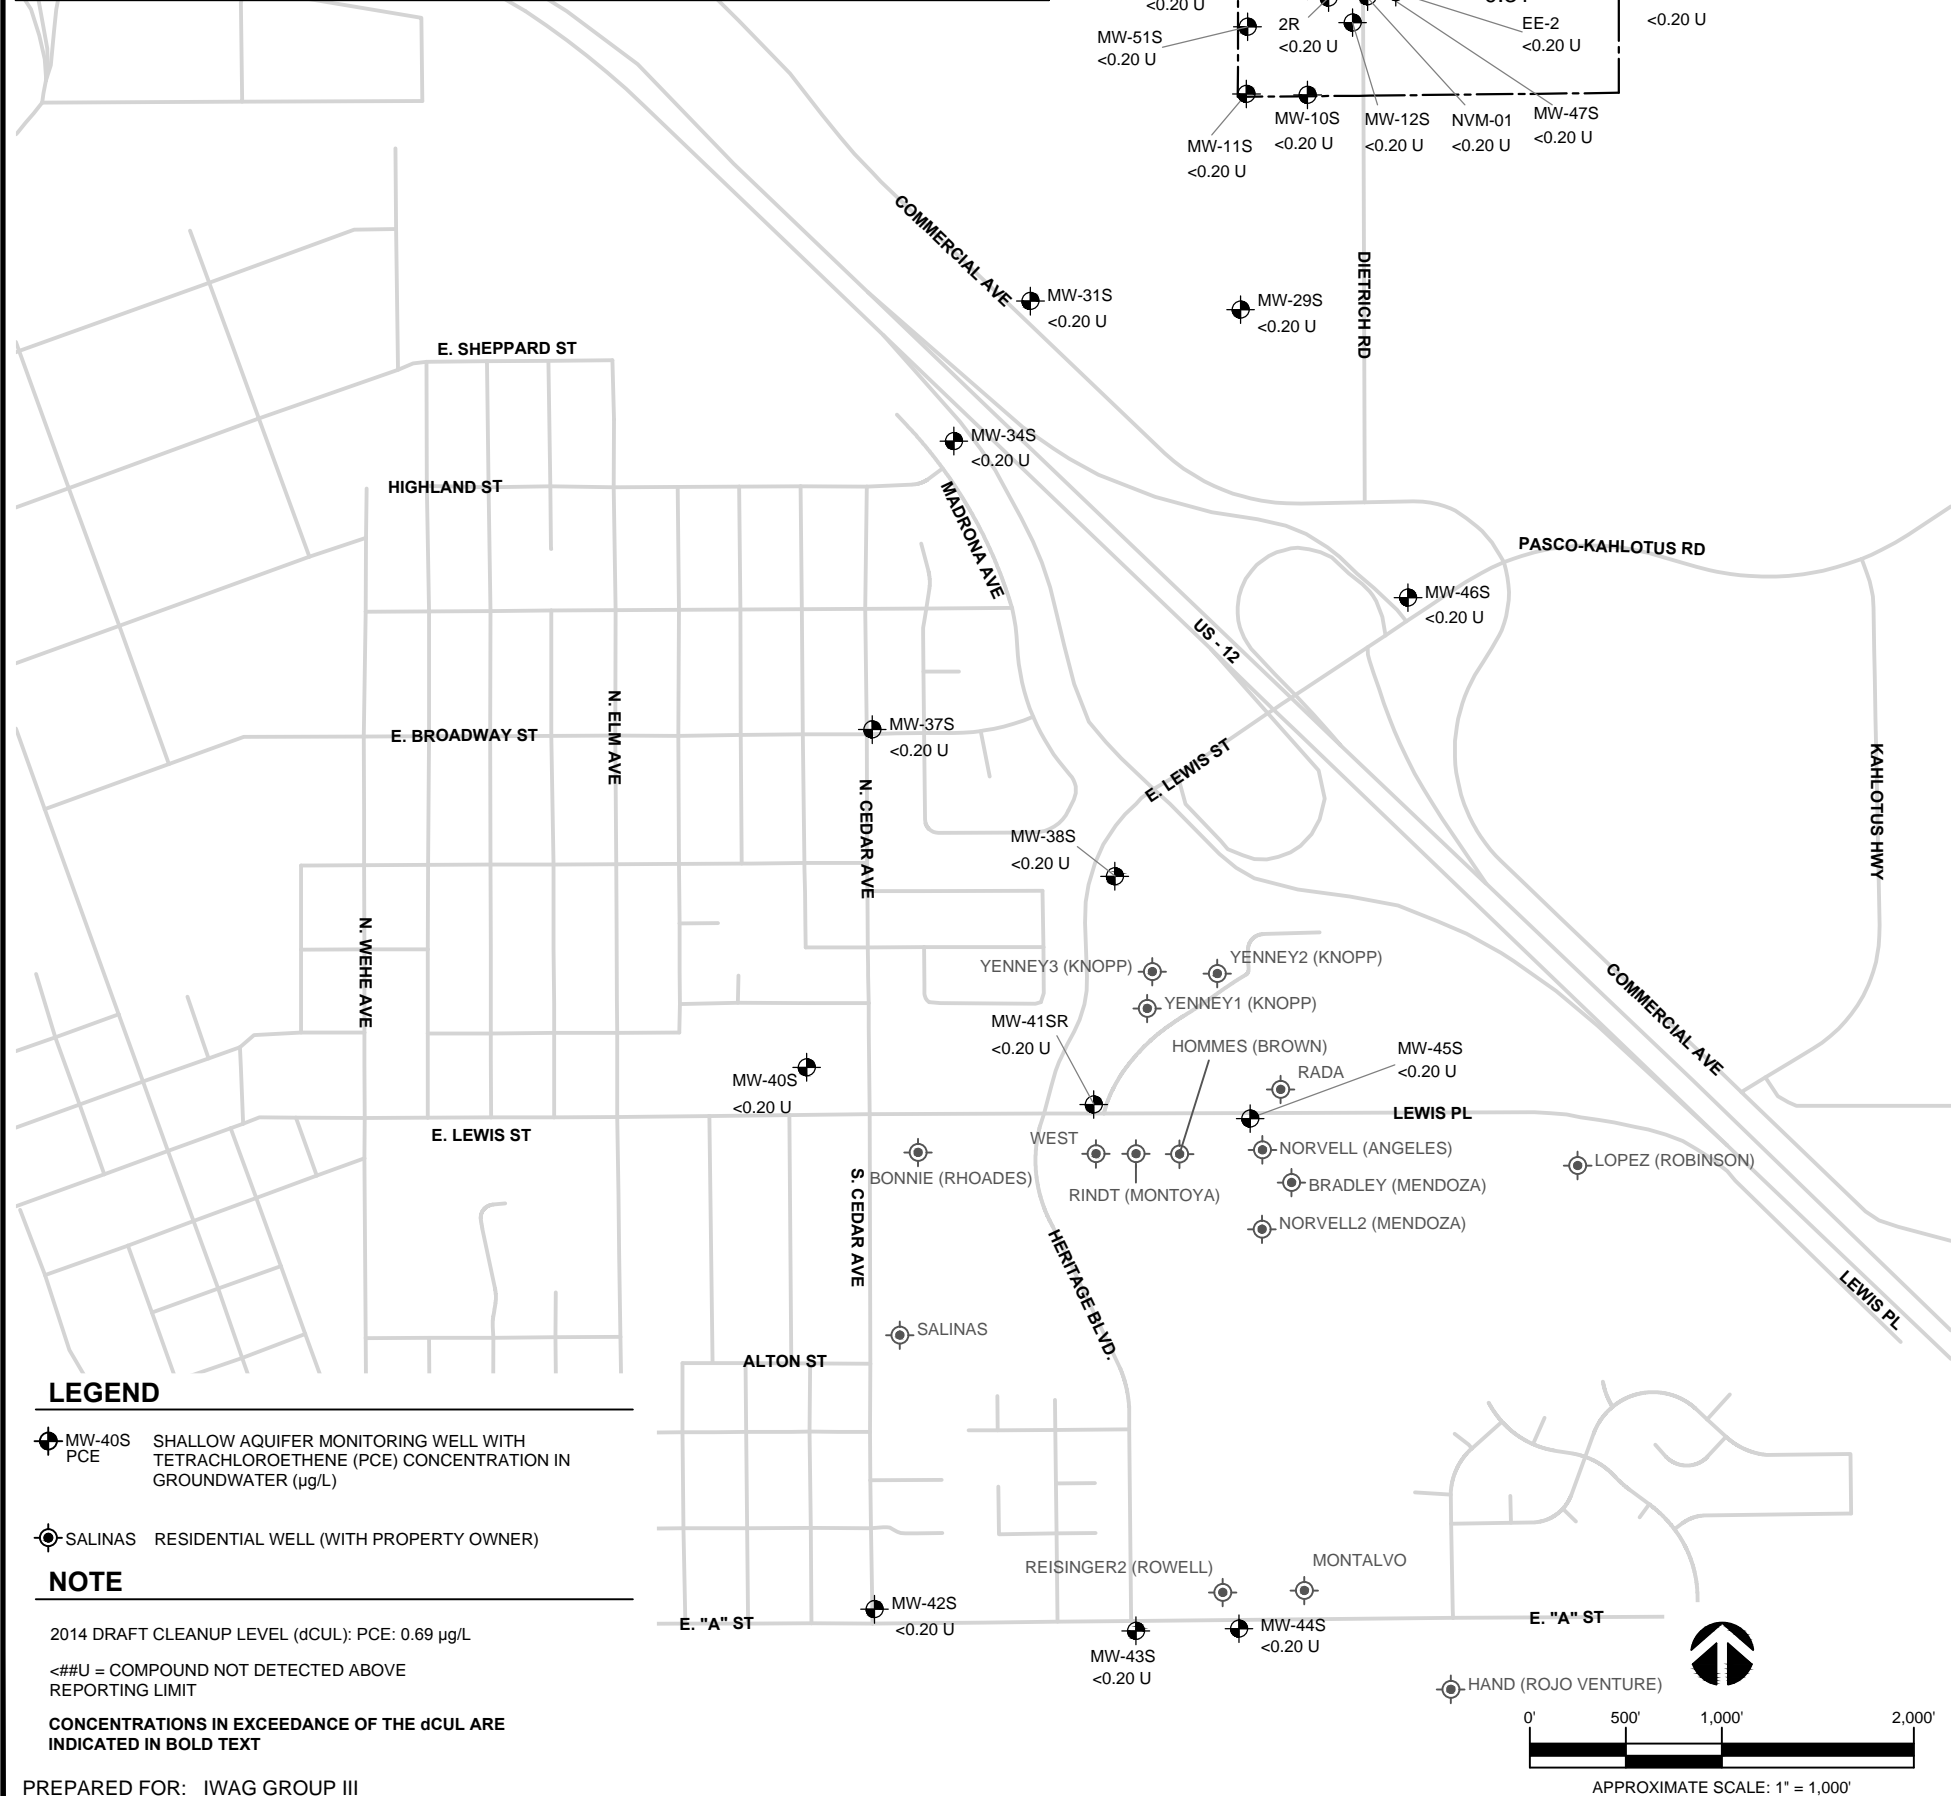 <0.20 U
MW-51S
<0.20 U
2R
<0.20 U
EE-2
<0.20 U
<0.20 U
MW-11S
<0.20 U
MW-10S
<0.20 U
MW-12S
<0.20 U
NVM-01
<0.20 U
MW-47S
<0.20 U
COMMERCIAL AVE
DIETRICH RD
MW-31S
<0.20 U
MW-29S
<0.20 U
E. SHEPPARD ST
MW-34S
<0.20 U
HIGHLAND ST
MADRONA AVE
PASCO-KAHLOTUS RD
MW-46S
<0.20 U
US - 12
N. ELM AVE
MW-37S
<0.20 U
E. BROADWAY ST
E. LEWIS ST
KAHLOTUS HWY
N. CEDAR AVE
MW-38S
<0.20 U
N. WEHE AVE
YENNEY3 (KNOPP)
YENNEY2 (KNOPP)
YENNEY1 (KNOPP)
COMMERCIAL AVE
MW-41SR
<0.20 U
HOMMES (BROWN)
MW-45S
<0.20 U
RADA
MW-40S
<0.20 U
LEWIS PL
E. LEWIS ST
WEST
NORVELL (ANGELES)
LOPEZ (ROBINSON)
BONNIE (RHOADES)
RINDT (MONTOYA)
BRADLEY (MENDOZA)
NORVELL2 (MENDOZA)
S. CEDAR AVE
HERITAGE BLVD.
LEWIS PL
SALINAS
ALTON ST
LEGEND
MW-40S
PCE
SHALLOW AQUIFER MONITORING WELL WITH
TETRACHLOROETHENE (PCE) CONCENTRATION IN
GROUNDWATER (µg/L)
SALINAS
RESIDENTIAL WELL (WITH PROPERTY OWNER)
NOTE
2014 DRAFT CLEANUP LEVEL (dCUL): PCE: 0.69 µg/L
<##U = COMPOUND NOT DETECTED ABOVE
REPORTING LIMIT
CONCENTRATIONS IN EXCEEDANCE OF THE dCUL ARE
INDICATED IN BOLD TEXT
PREPARED FOR: IWAG GROUP III
REISINGER2 (ROWELL)
MONTALVO
MW-42S
<0.20 U
E. "A" ST
MW-43S
<0.20 U
MW-44S
<0.20 U
E. "A" ST
HAND (ROJO VENTURE)
0' 500' 1,000' 2,000'
APPROXIMATE SCALE: 1" = 1,000'